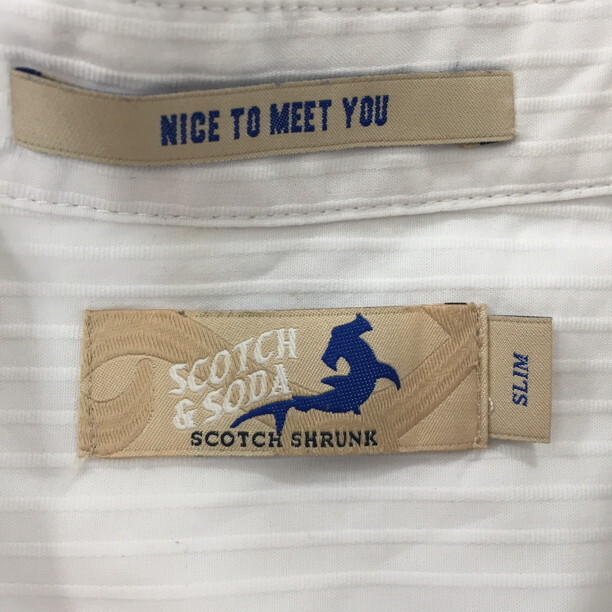 NICE TO MEET YOU
SCOTCH
& SODA
SCOTCH SHRUNK
SLIM